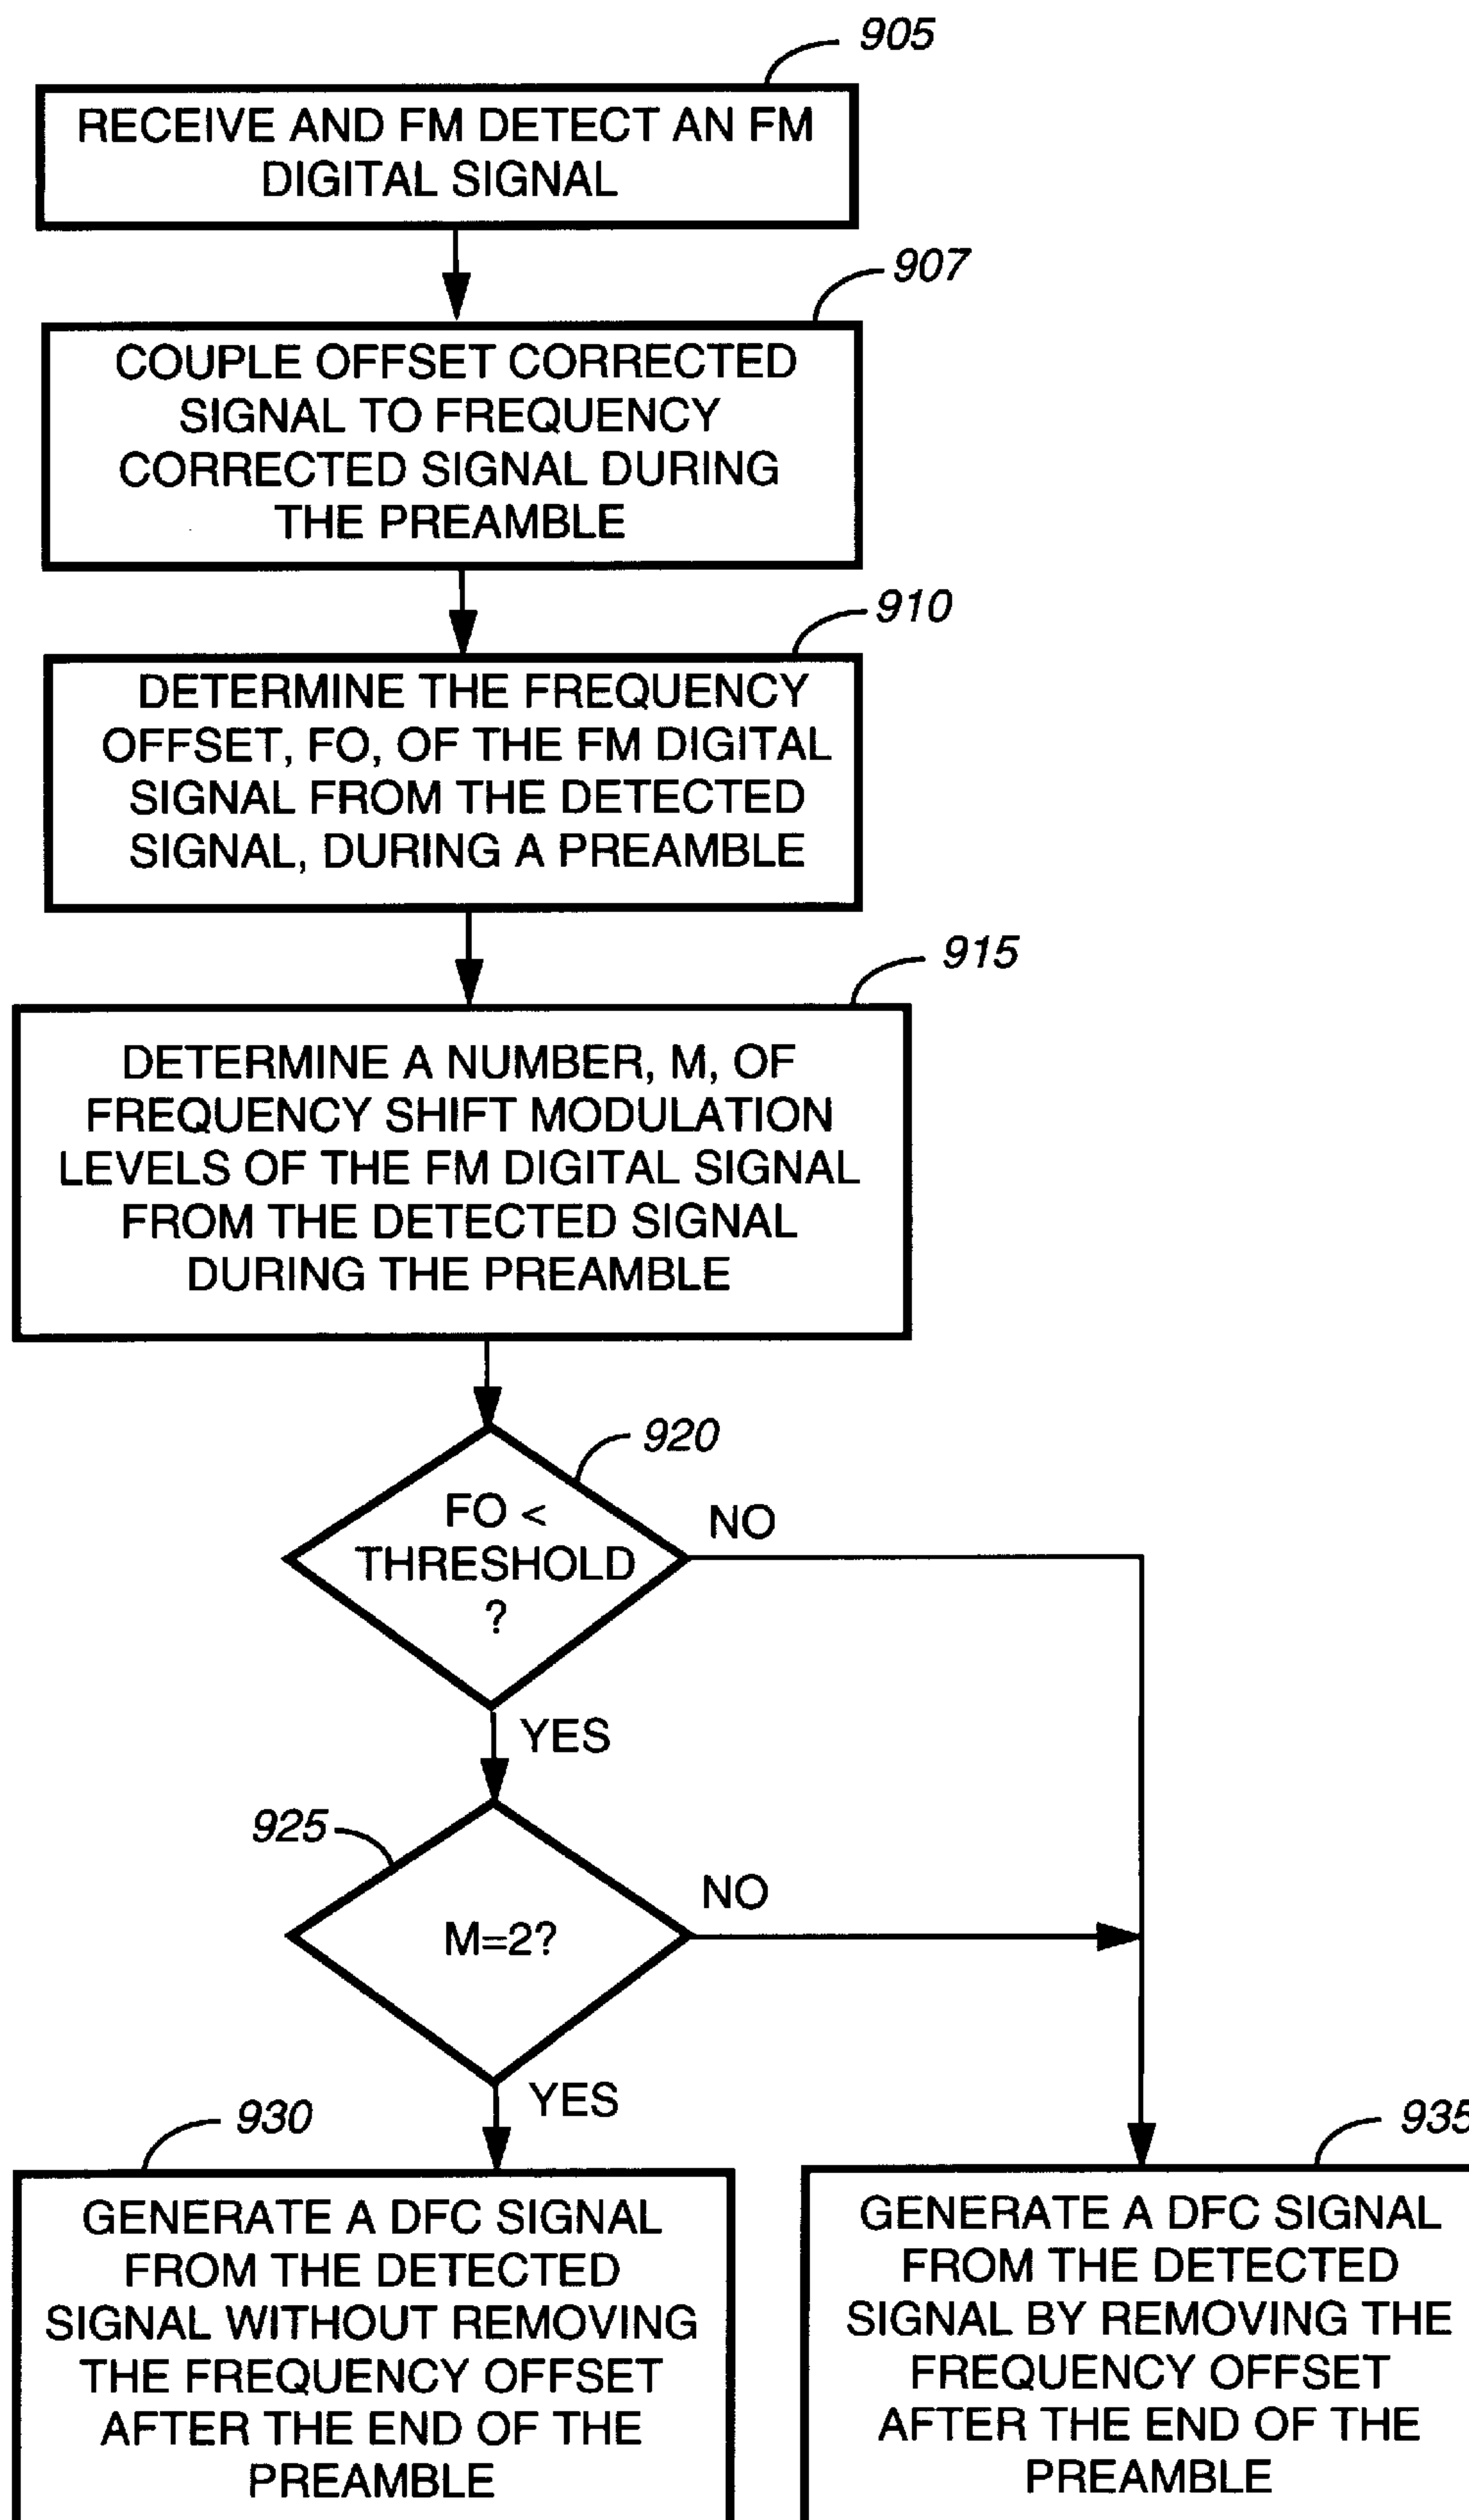 905
RECEIVE AND FM DETECT AN FM
DIGITAL SIGNAL
907
COUPLE OFFSET CORRECTED
SIGNAL TO FREQUENCY
CORRECTED SIGNAL DURING
THE PREAMBLE
910
DETERMINE THE FREQUENCY
OFFSET, FO, OF THE FM DIGITAL
SIGNAL FROM THE DETECTED
SIGNAL, DURING A PREAMBLE
915
DETERMINE A NUMBER, M, OF
FREQUENCY SHIFT MODULATION
LEVELS OF THE FM DIGITAL SIGNAL
FROM THE DETECTED SIGNAL
DURING THE PREAMBLE
920
FO <
THRESHOLD
?
NO
YES
925
M=2?
NO
YES
930
GENERATE A DFC SIGNAL
FROM THE DETECTED
SIGNAL WITHOUT REMOVING
THE FREQUENCY OFFSET
AFTER THE END OF THE
PREAMBLE
935
GENERATE A DFC SIGNAL
FROM THE DETECTED
SIGNAL BY REMOVING THE
FREQUENCY OFFSET
AFTER THE END OF THE
PREAMBLE